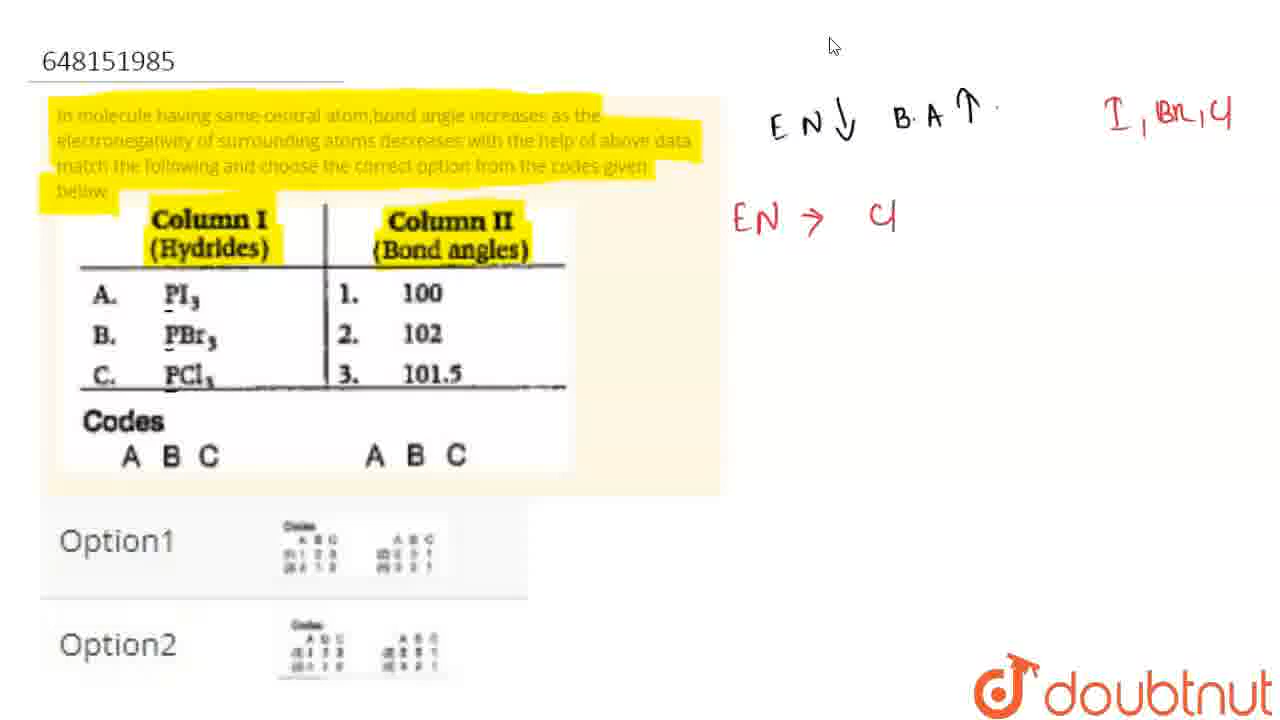 648151985
In molecule having same central atom,bond angle increases as the
electronegativity of surrounding atoms decreases with the help of above data
match the following and choose the correct option from the codes given
below
Column I Column II
(Hydrides) (Bond angles)
A. PI₃ 1. 100
B. PBr₃ 2. 102
C. PCl₃ 3. 101.5
Codes
A B C A B C
Option1
Codes
A B C A B C
Option2
Codes
E N ↓ B.A ↑
I, Br, Cl
EN → Cl
doubtnut